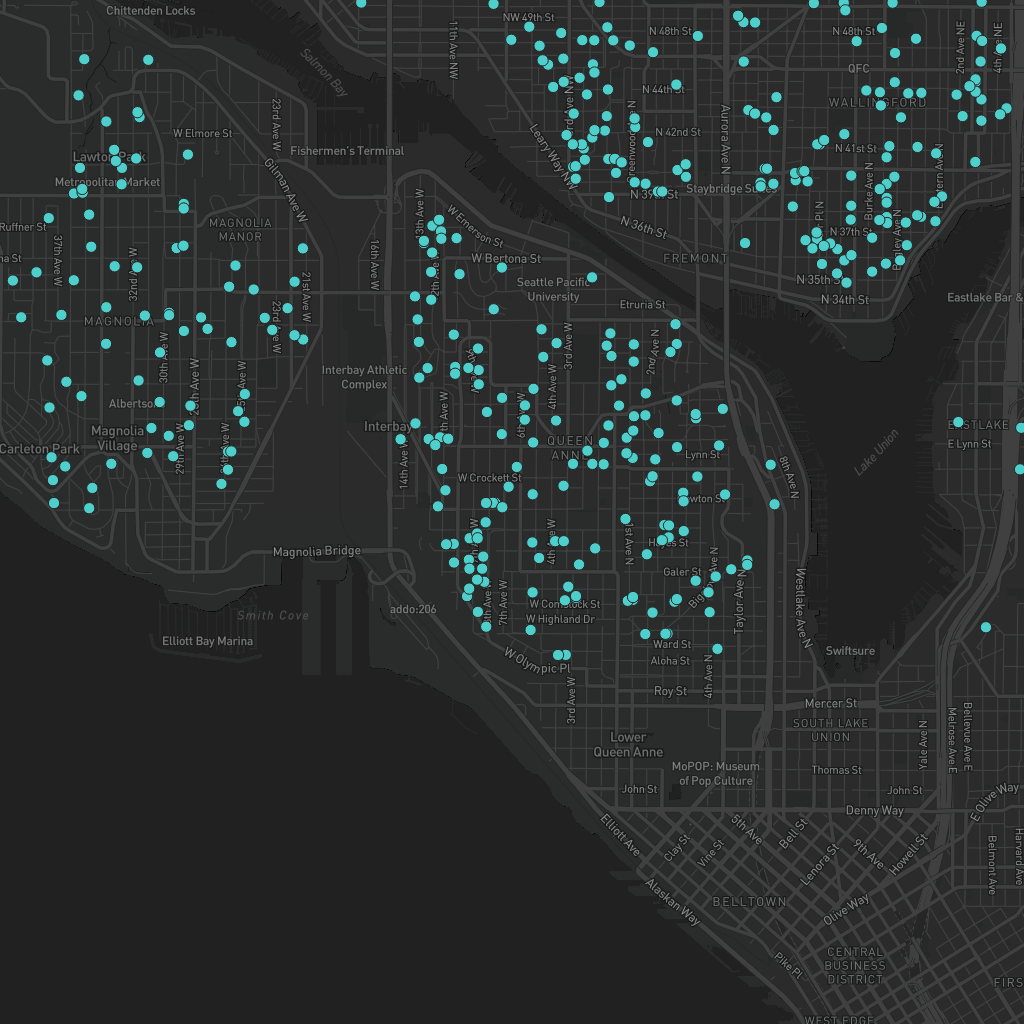 Chittenden Locks
NW 49th St
N 48th St
N 48th St
11th Ave NW
2nd Ave NE
4th Ave NE
QFC
Salmon Bay
N 44th St
WALLINGFORD
23rd Ave W
W Elmore St
Fishermen's Terminal
Leary Way NW
N 42nd St
Aurora Ave N
N 41st St
Lawton Park
Metropolitan Market
Gilman Ave W
Staybridge Suites
N 39th St
Burke Ave N
Ruffner St
MAGNOLIA
MANOR
W Emerson St
N 36th St
N 37th St
37th Ave W
32nd Ave W
16th Ave W
W Bertona St
FREMONT
Seattle Pacific
University
N 35th St
N 34th St
21st Ave W
Etruria St
Eastlake Bar &
MAGNOLIA
23rd Ave W
3rd Ave W
2nd Ave N
30th Ave W
Interbay Athletic
Complex
4th Ave W
6th Ave W
Magnolia
Village
Carleton Park
29th Ave W
Interbay
14th Ave W
QUEEN
ANNE
Lynn St
8th Ave N
Lake Union
EASTLAKE
E Lynn St
W Crockett St
4th Ave W
1st Ave N
Magnolia Bridge
Galer St
Taylor Ave N
Westlake Ave N
7th Ave W
W Comstock St
W Highland Dr
Smith Cove
addo:206
Elliott Bay Marina
Ward St
Aloha St
W Olympic Pl
4th Ave N
Swiftsure
Roy St
3rd Ave W
Mercer St
SOUTH LAKE
UNION
Yale Ave N
Melrose Ave E
Bellevue Ave E
Lower
Queen Anne
MoPOP: Museum
of Pop Culture
Thomas St
John St
John St
Denny Way
E Olive Way
Elliott Ave
5th Ave
Bell St
Clay St
Vine St
9th Ave
Howell St
Lenora St
Belmont Ave
Harvard Ave
Alaskan Way
BELLTOWN
Olive Way
Pike Pl
CENTRAL
BUSINESS
DISTRICT
WEST EDGE